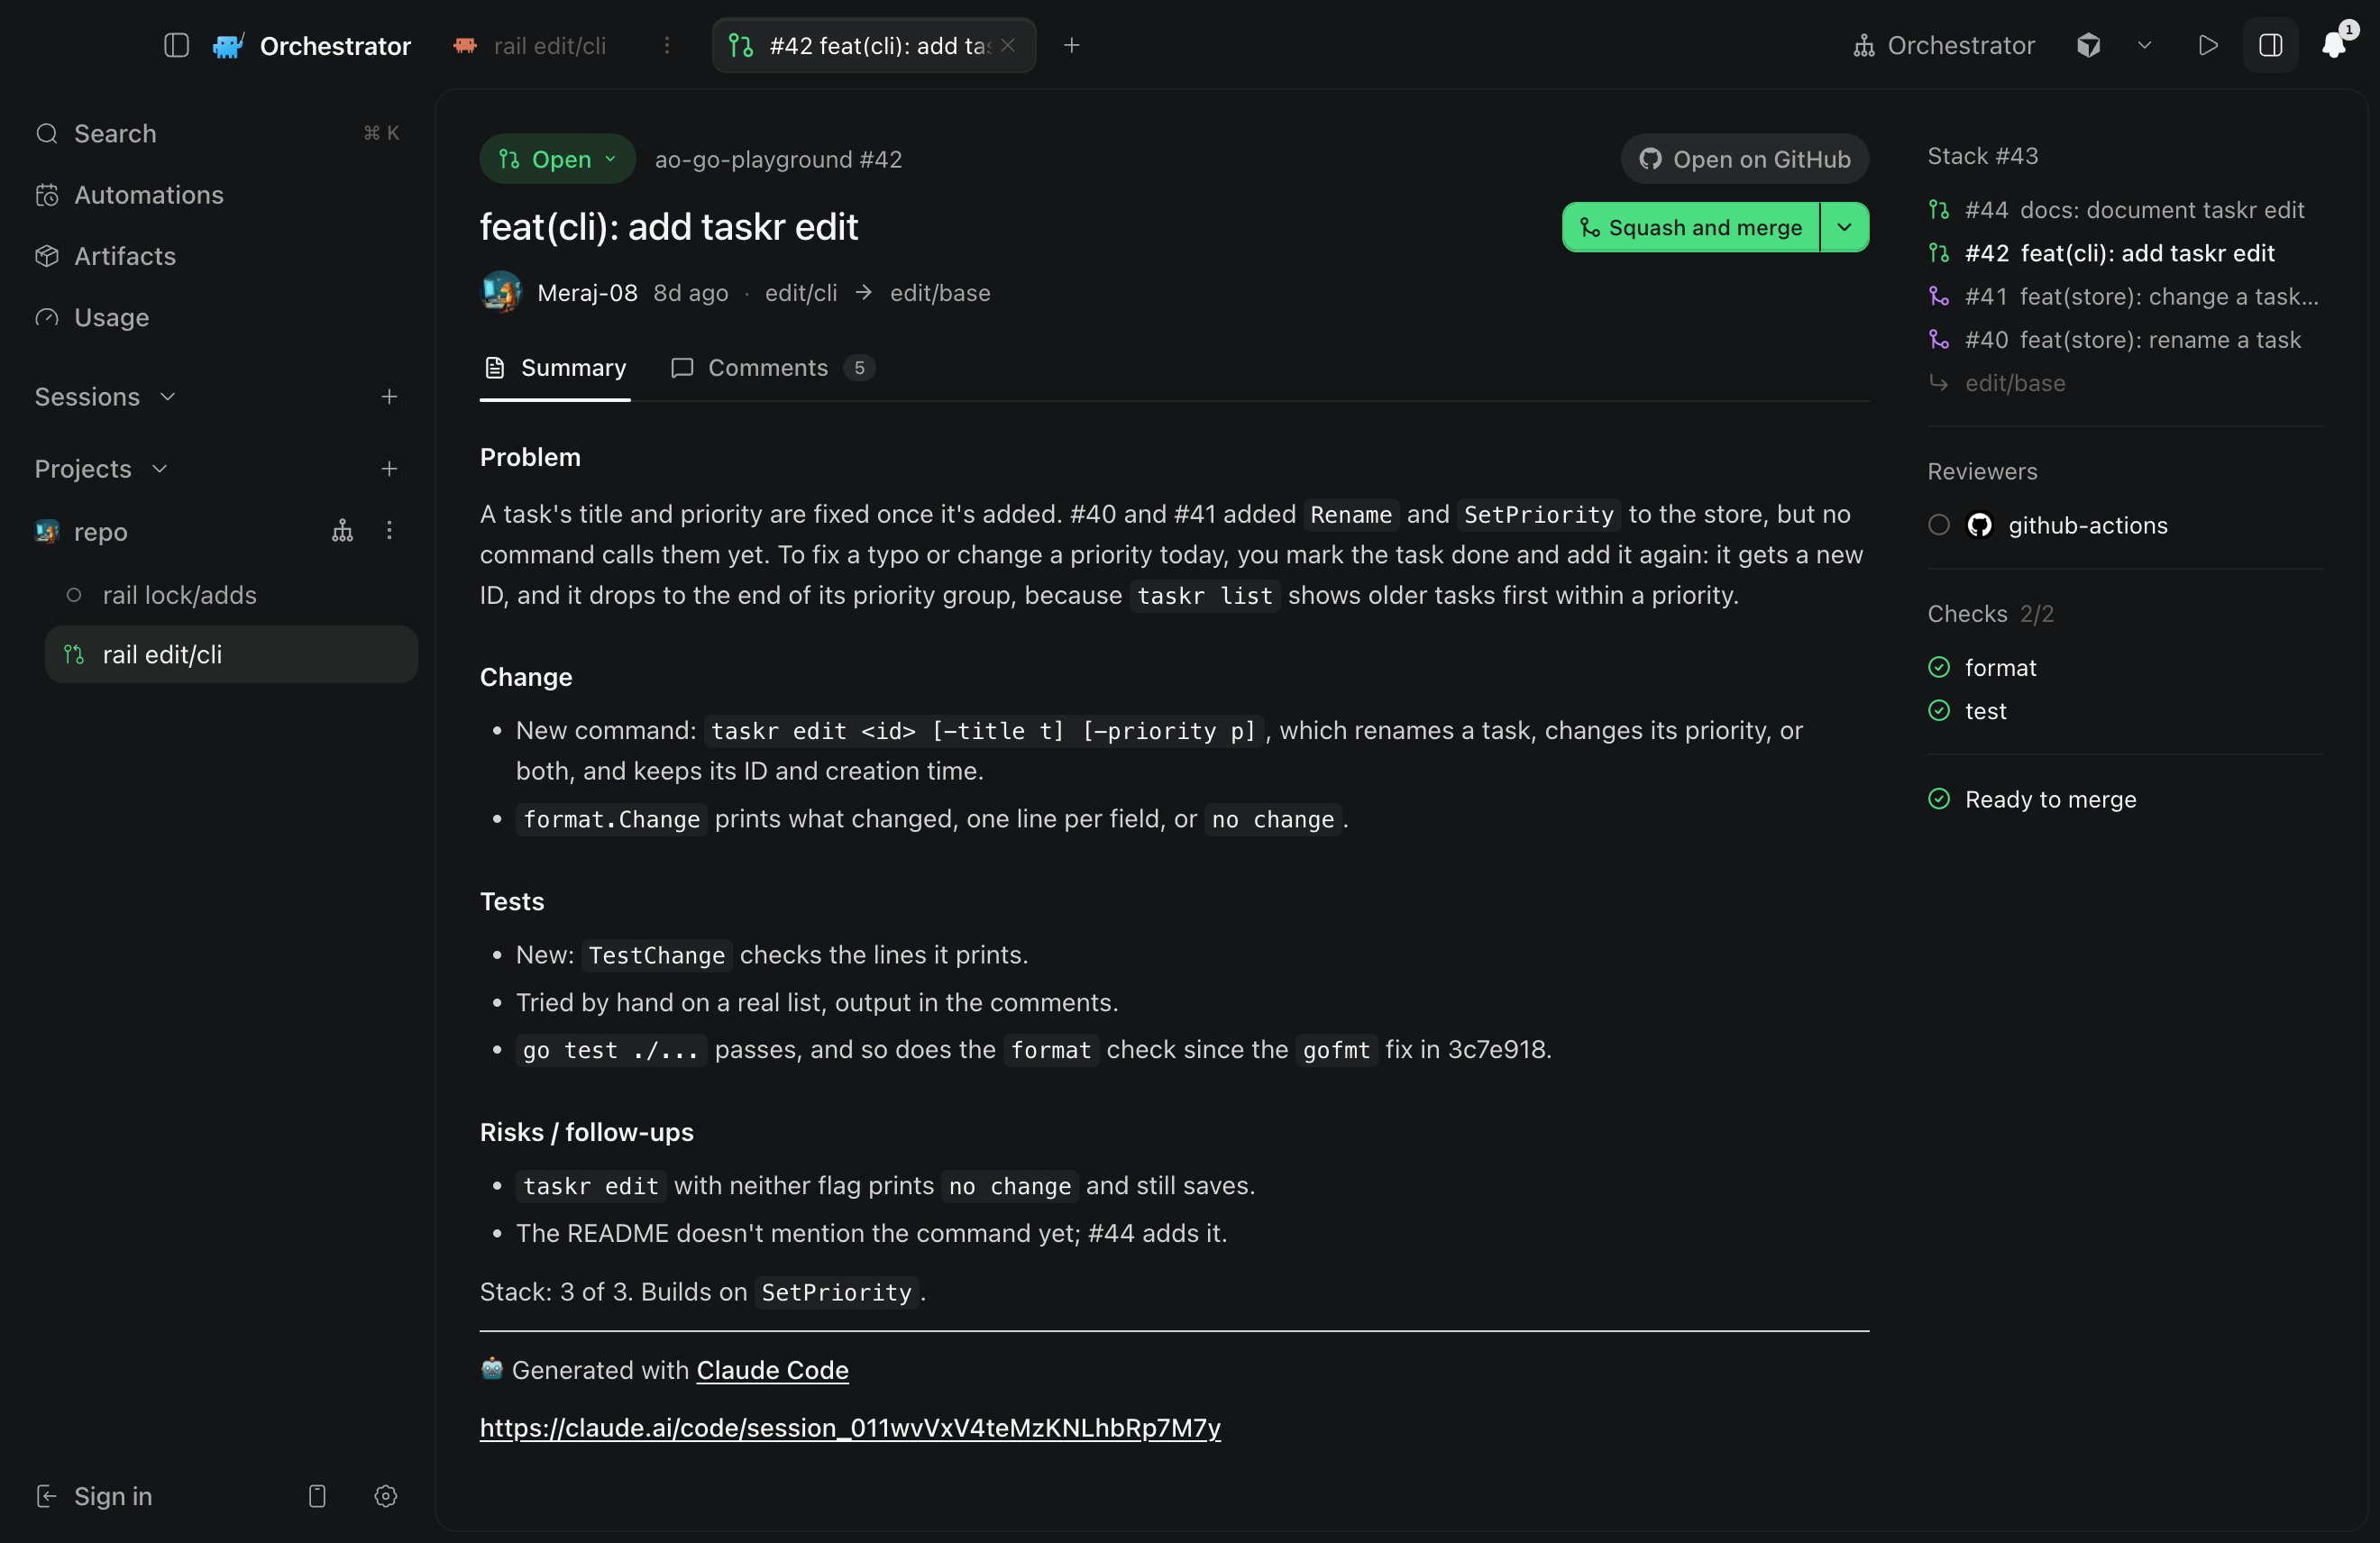 Orchestrator
rail edit/cli
#42 feat(cli): add tas
Orchestrator
1
Search
⌘ K
Automations
Artifacts
Usage
Sessions
Projects
repo
rail lock/adds
rail edit/cli
Sign in
Open
ao-go-playground #42
Open on GitHub
feat(cli): add taskr edit
Squash and merge
Meraj-08 8d ago · edit/cli → edit/base
Summary
Comments 5
Problem
A task's title and priority are fixed once it's added. #40 and #41 added Rename and SetPriority to the store, but no
command calls them yet. To fix a typo or change a priority today, you mark the task done and add it again: it gets a new
ID, and it drops to the end of its priority group, because taskr list shows older tasks first within a priority.
Change
• New command: taskr edit <id> [-title t] [-priority p], which renames a task, changes its priority, or
both, and keeps its ID and creation time.
• format.Change prints what changed, one line per field, or no change.
Tests
• New: TestChange checks the lines it prints.
• Tried by hand on a real list, output in the comments.
• go test ./... passes, and so does the format check since the gofmt fix in 3c7e918.
Risks / follow-ups
• taskr edit with neither flag prints no change and still saves.
• The README doesn't mention the command yet; #44 adds it.
Stack: 3 of 3. Builds on SetPriority.
🤖 Generated with Claude Code
https://claude.ai/code/session_011wvVxV4teMzKNLhbRp7M7y
Stack #43
#44 docs: document taskr edit
#42 feat(cli): add taskr edit
#41 feat(store): change a task...
#40 feat(store): rename a task
edit/base
Reviewers
github-actions
Checks 2/2
format
test
Ready to merge